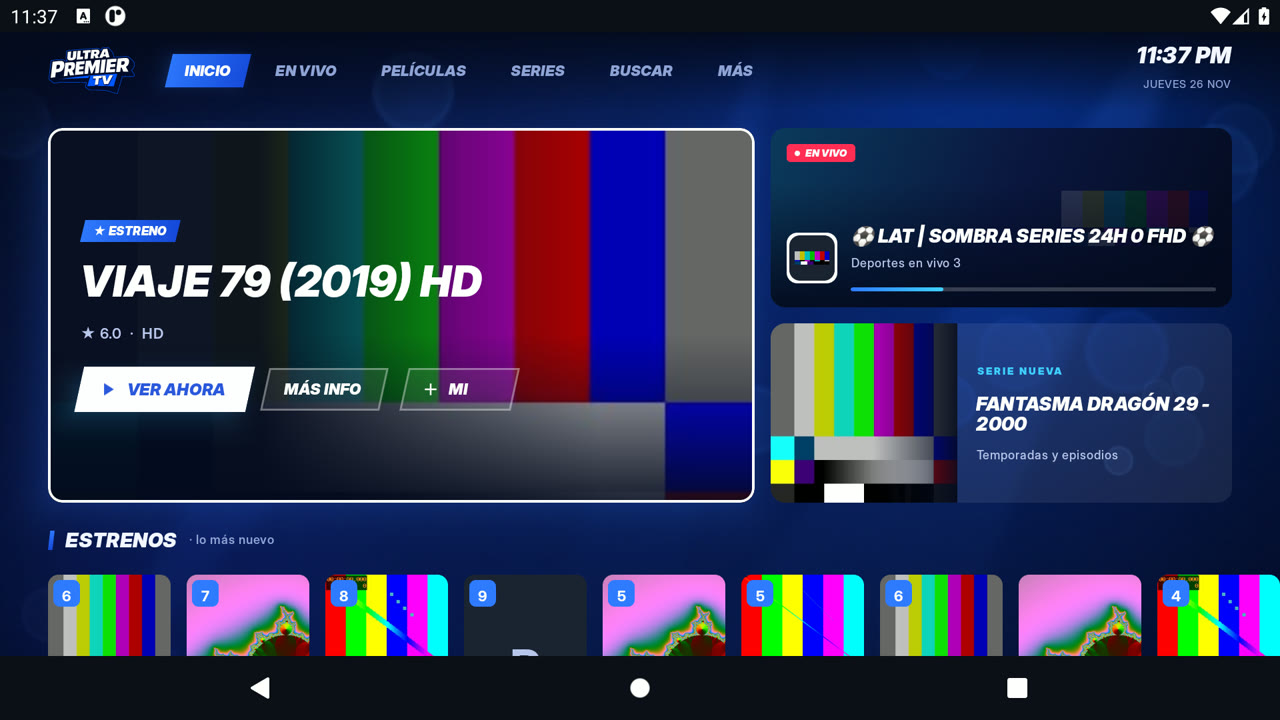 11:37
ULTRA
PREMIER
TV
INICIO
EN VIVO
PELÍCULAS
SERIES
BUSCAR
MÁS
11:37 PM
JUEVES 26 NOV
★ ESTRENO
VIAJE 79 (2019) HD
★ 6.0 · HD
VER AHORA
MÁS INFO
+ MI
EN VIVO
⚽ LAT | SOMBRA SERIES 24H 0 FHD ⚽
Deportes en vivo 3
SERIE NUEVA
FANTASMA DRAGÓN 29 -
2000
Temporadas y episodios
ESTRENOS · lo más nuevo
6
7
8
9
5
5
6
4